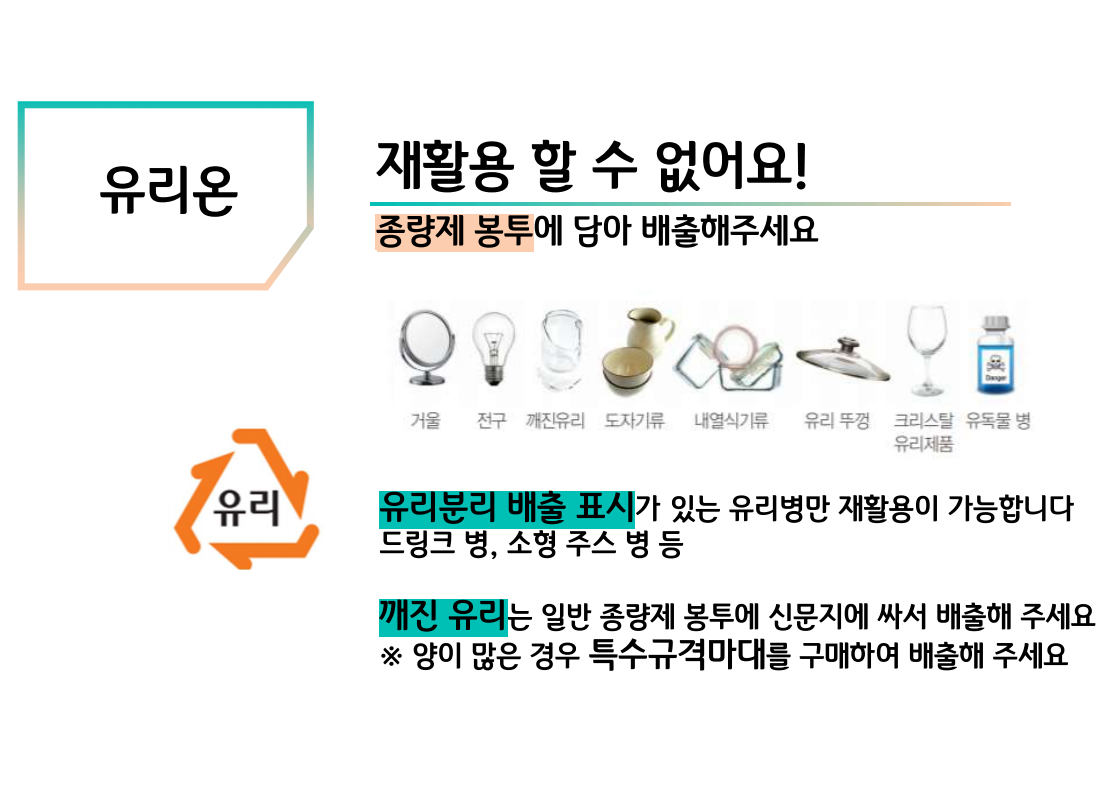 유리온
재활용 할 수 없어요!
종량제 봉투에 담아 배출해주세요
Danger
거울 전구 깨진유리 도자기류 내열식기류 유리 뚜껑 크리스탈 유리제품 유독물 병
유리
유리분리 배출 표시가 있는 유리병만 재활용이 가능합니다
드링크 병, 소형 주스 병 등
깨진 유리는 일반 종량제 봉투에 신문지에 싸서 배출해 주세요
※ 양이 많은 경우 특수규격마대를 구매하여 배출해 주세요